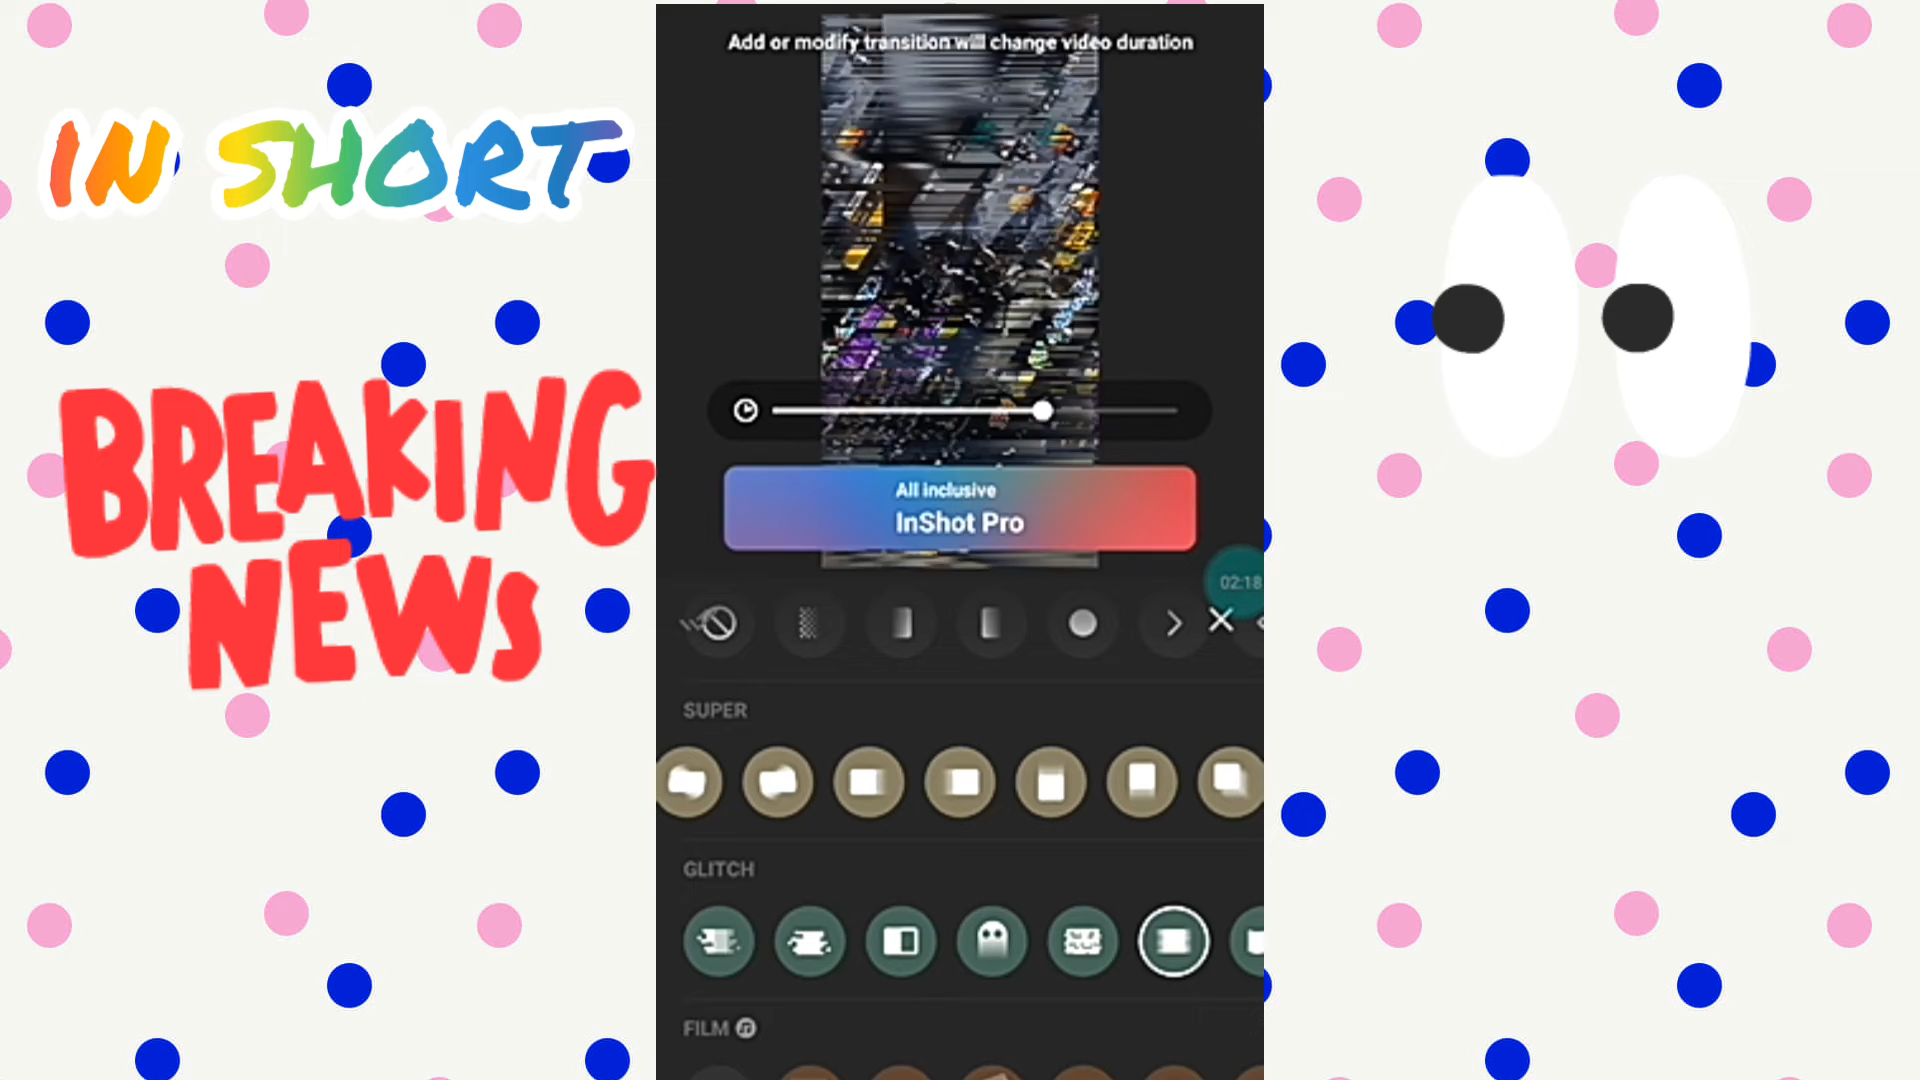 IN SHORT
BREAKING
NEWS
Add or modify transition will change video duration
All inclusive
InShot Pro
02:18
SUPER
GLITCH
FILM